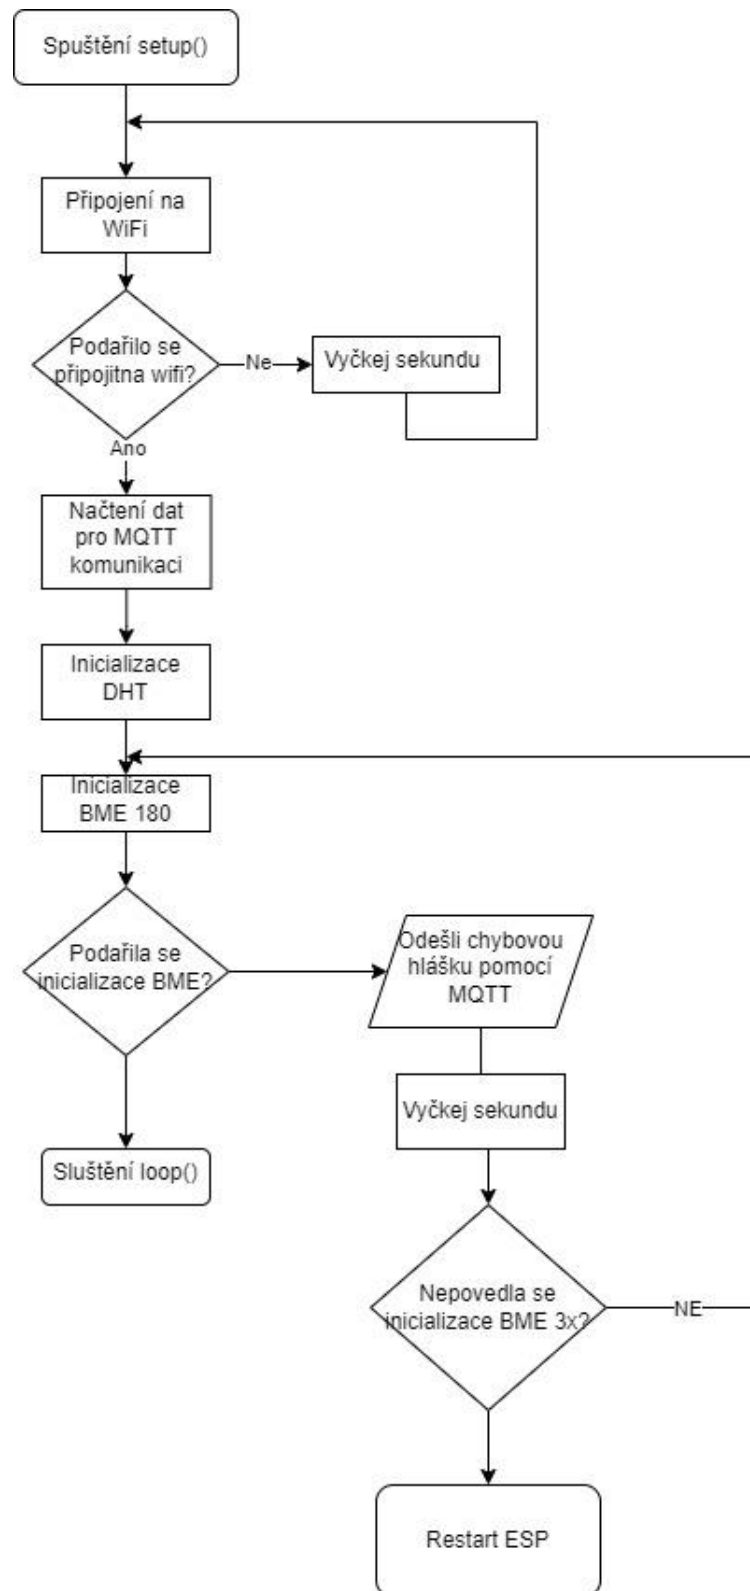 Spuštění setup()
Připojení na
WiFi
Podařilo se
připojitna wifi?
Ne
Vyčkej sekundu
Ano
Načtení dat
pro MQTT
komunikaci
Inicializace
DHT
Inicializace
BME 180
Podařila se
inicializace BME?
Odešli chybovou
hlášku pomocí
MQTT
Vyčkej sekundu
Sluštění loop()
Nepovedla se
inicializace BME 3x?
NE
Restart ESP